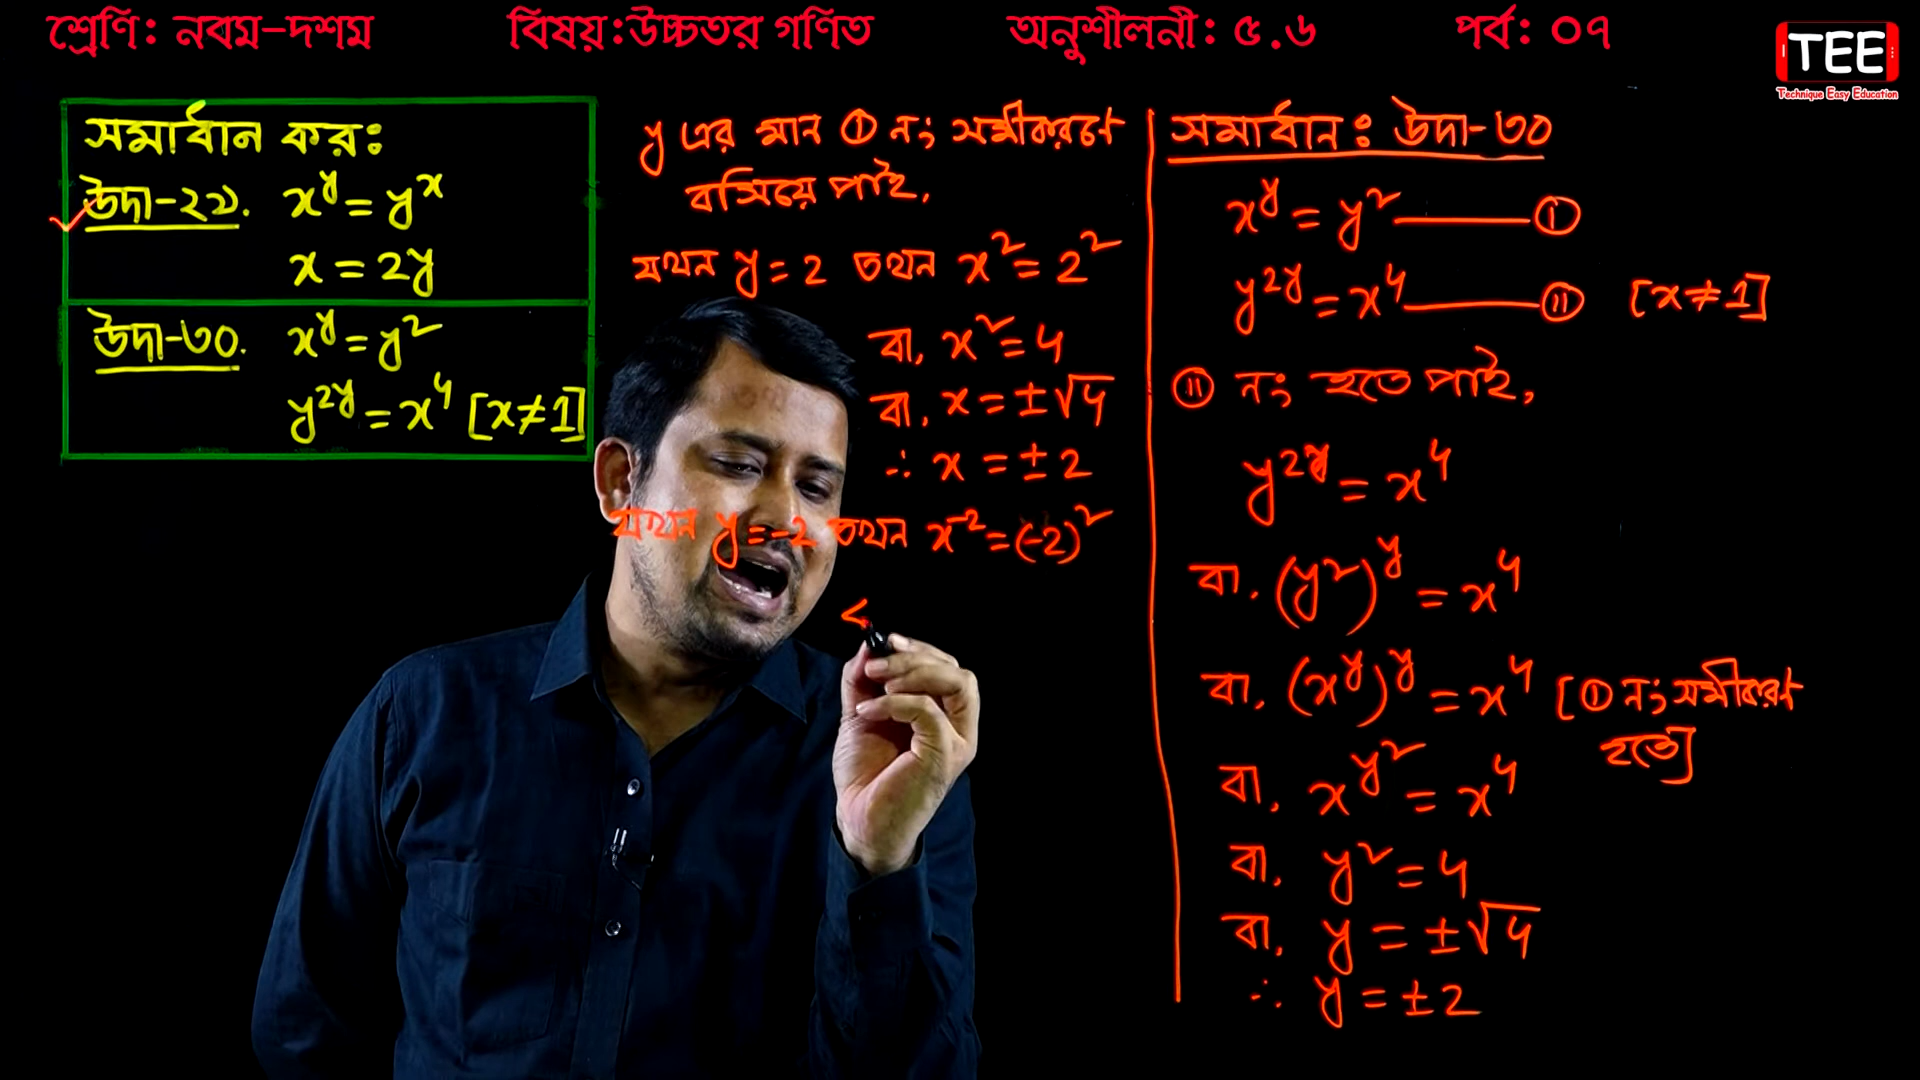 শ্রেণি: নবম-দশম বিষয়:উচ্চতর গণিত অনুশীলনী: ৫.৬ পর্ব: ০৭
TEE
Technique Easy Education
সমাধান কর:
উদা-২৯. x^y = y^x
x = 2y
উদা-৩০. x^y = y^2
y^{2y} = x^4 [x≠1]
y এর মান ① নং সমীকরণে
বসিয়ে পাই,
যখন y = 2 তখন x^2 = 2^2
বা, x^2 = 4
বা, x = ±√4
∴ x = ± 2
যখন y = -2 তখন x^{-2} = (-2)^2
সমাধান: উদা-৩০
x^y = y^2 ——— ①
y^{2y} = x^4 ——— ⑪ [x≠1]
⑪ নং হতে পাই,
y^{2y} = x^4
বা, (y^2)^y = x^4
বা, (x^y)^y = x^4 [① নং সমীকরণ
হতে]
বা, x^{y^2} = x^4
বা, y^2 = 4
বা, y = ±√4
∴ y = ±2